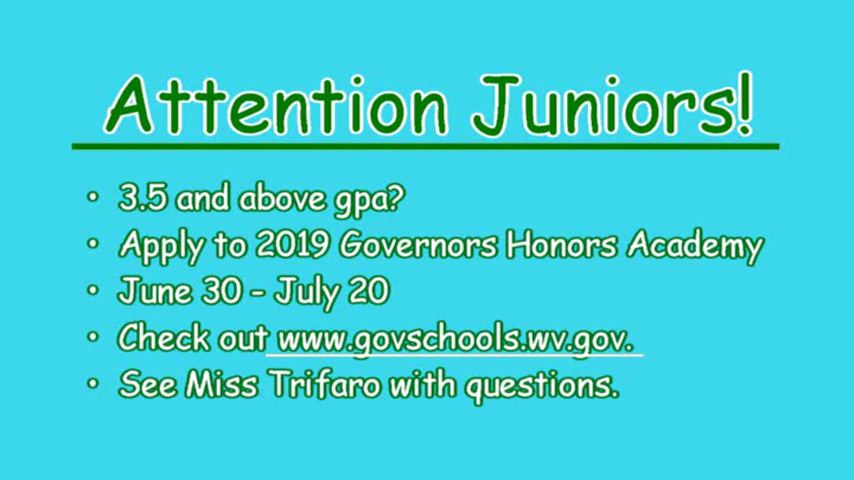 Attention Juniors!
• 3.5 and above gpa?
• Apply to 2019 Governors Honors Academy
• June 30 - July 20
• Check out www.govschools.wv.gov.
• See Miss Trifaro with questions.